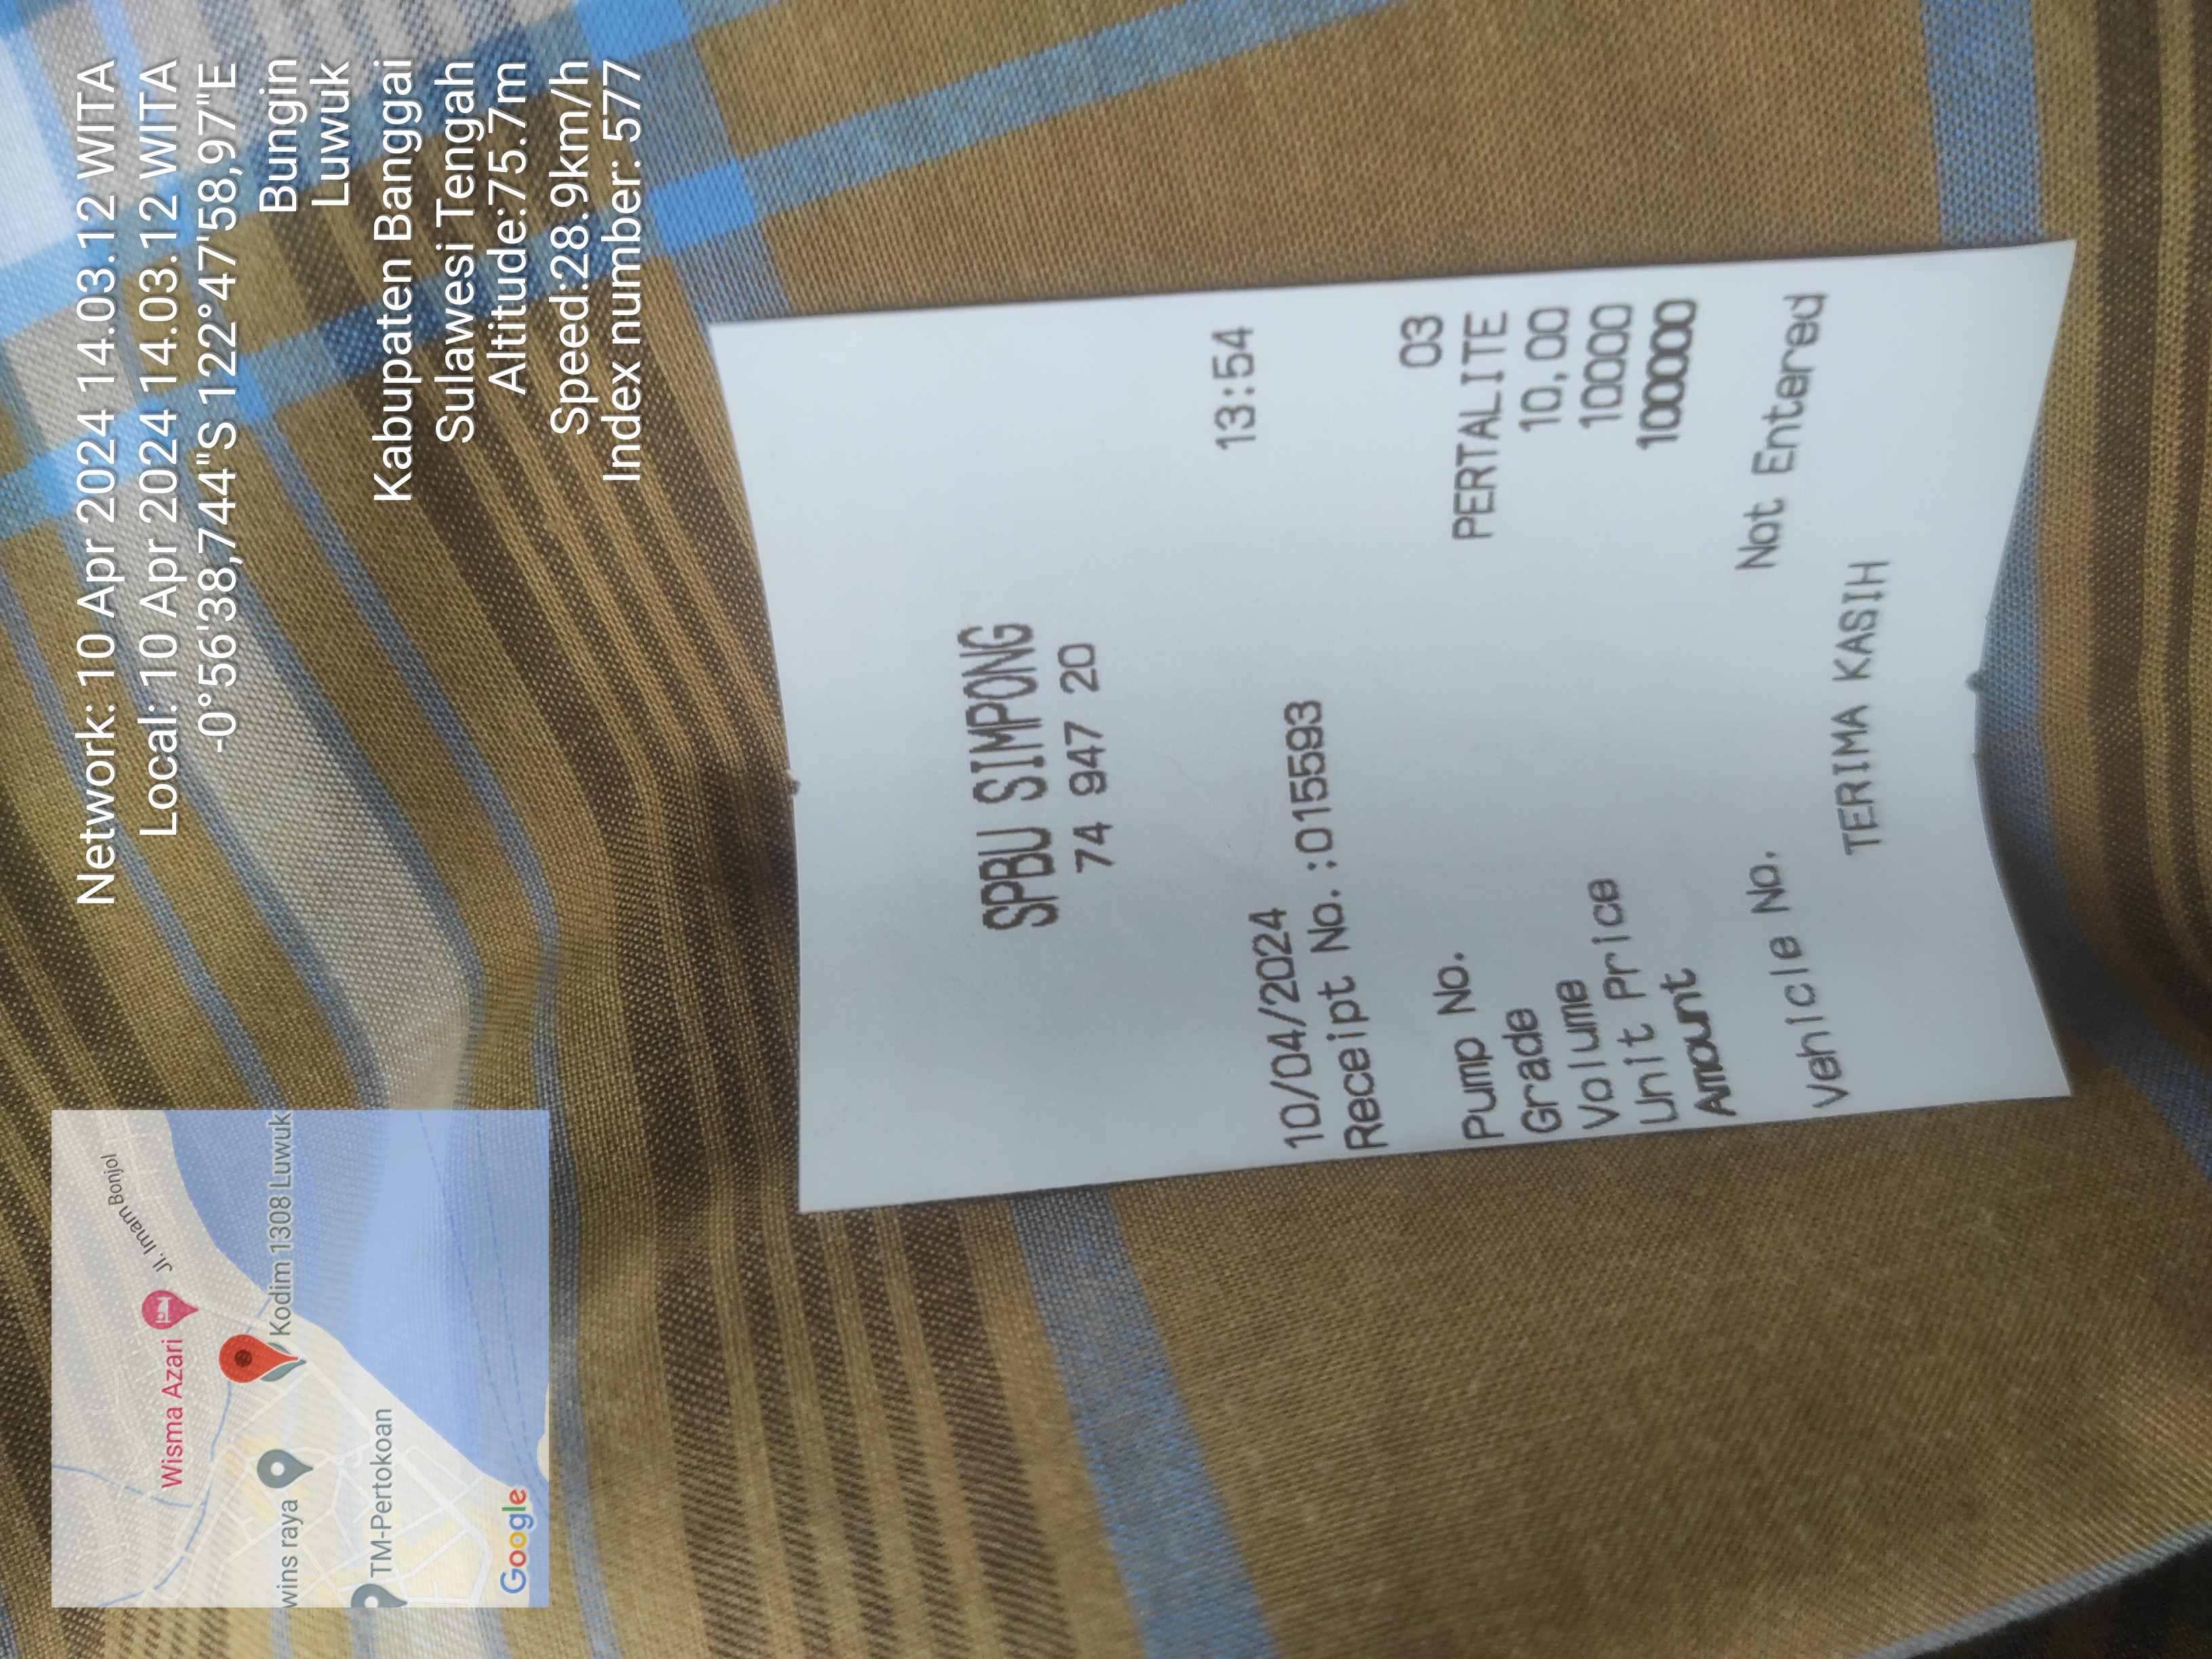 Network: 10 Apr 2024 14.03.12 WITA
Local: 10 Apr 2024 14.03.12 WITA
-0°56'38,744"S 122°47'58,97"E
Bungin
Luwuk
Kabupaten Banggai
Sulawesi Tengah
Altitude:75.7m
Speed:28.9km/h
Index number: 577
Jl. Imam Bonjol
Wisma Azari
Kodim 1308 Luwuk
wins raya
TM-Pertokoan
Google
SPBU SIMPONG
74 947 20
10/04/2024 13:54
Receipt No. :015593
Pump No. 03
Grade PERTALITE
Volume 10,00
Unit Price 10000
Amount 100000
Vehicle No. Not Entered
TERIMA KASIH